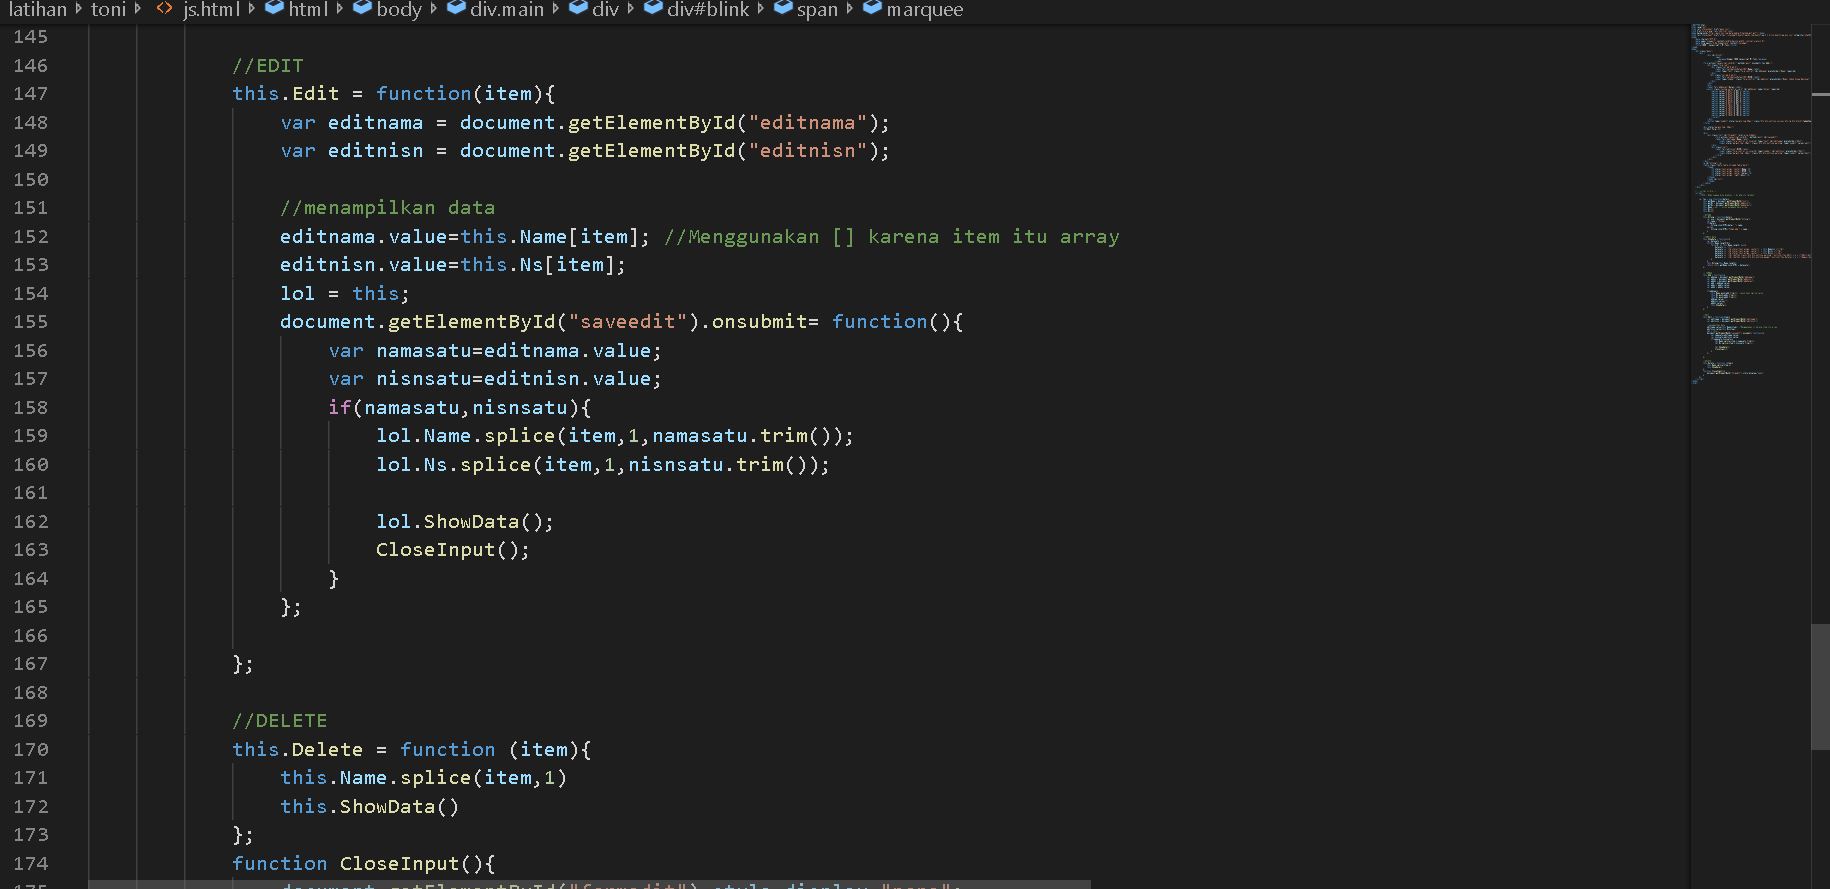 latihan > toni > <> js.html > html > body > div.main > div > div#blink > span > marquee
145
146 //EDIT
147 this.Edit = function(item){
148 var editnama = document.getElementById("editnama");
149 var editnisn = document.getElementById("editnisn");
150
151 //menampilkan data
152 editnama.value=this.Name[item]; //Menggunakan [] karena item itu array
153 editnisn.value=this.Ns[item];
154 lol = this;
155 document.getElementById("saveedit").onsubmit= function(){
156 var namasatu=editnama.value;
157 var nisnsatu=editnisn.value;
158 if(namasatu,nisnsatu){
159 lol.Name.splice(item,1,namasatu.trim());
160 lol.Ns.splice(item,1,nisnsatu.trim());
161
162 lol.ShowData();
163 CloseInput();
164 }
165 };
166
167 };
168
169 //DELETE
170 this.Delete = function (item){
171 this.Name.splice(item,1)
172 this.ShowData()
173 };
174 function CloseInput(){